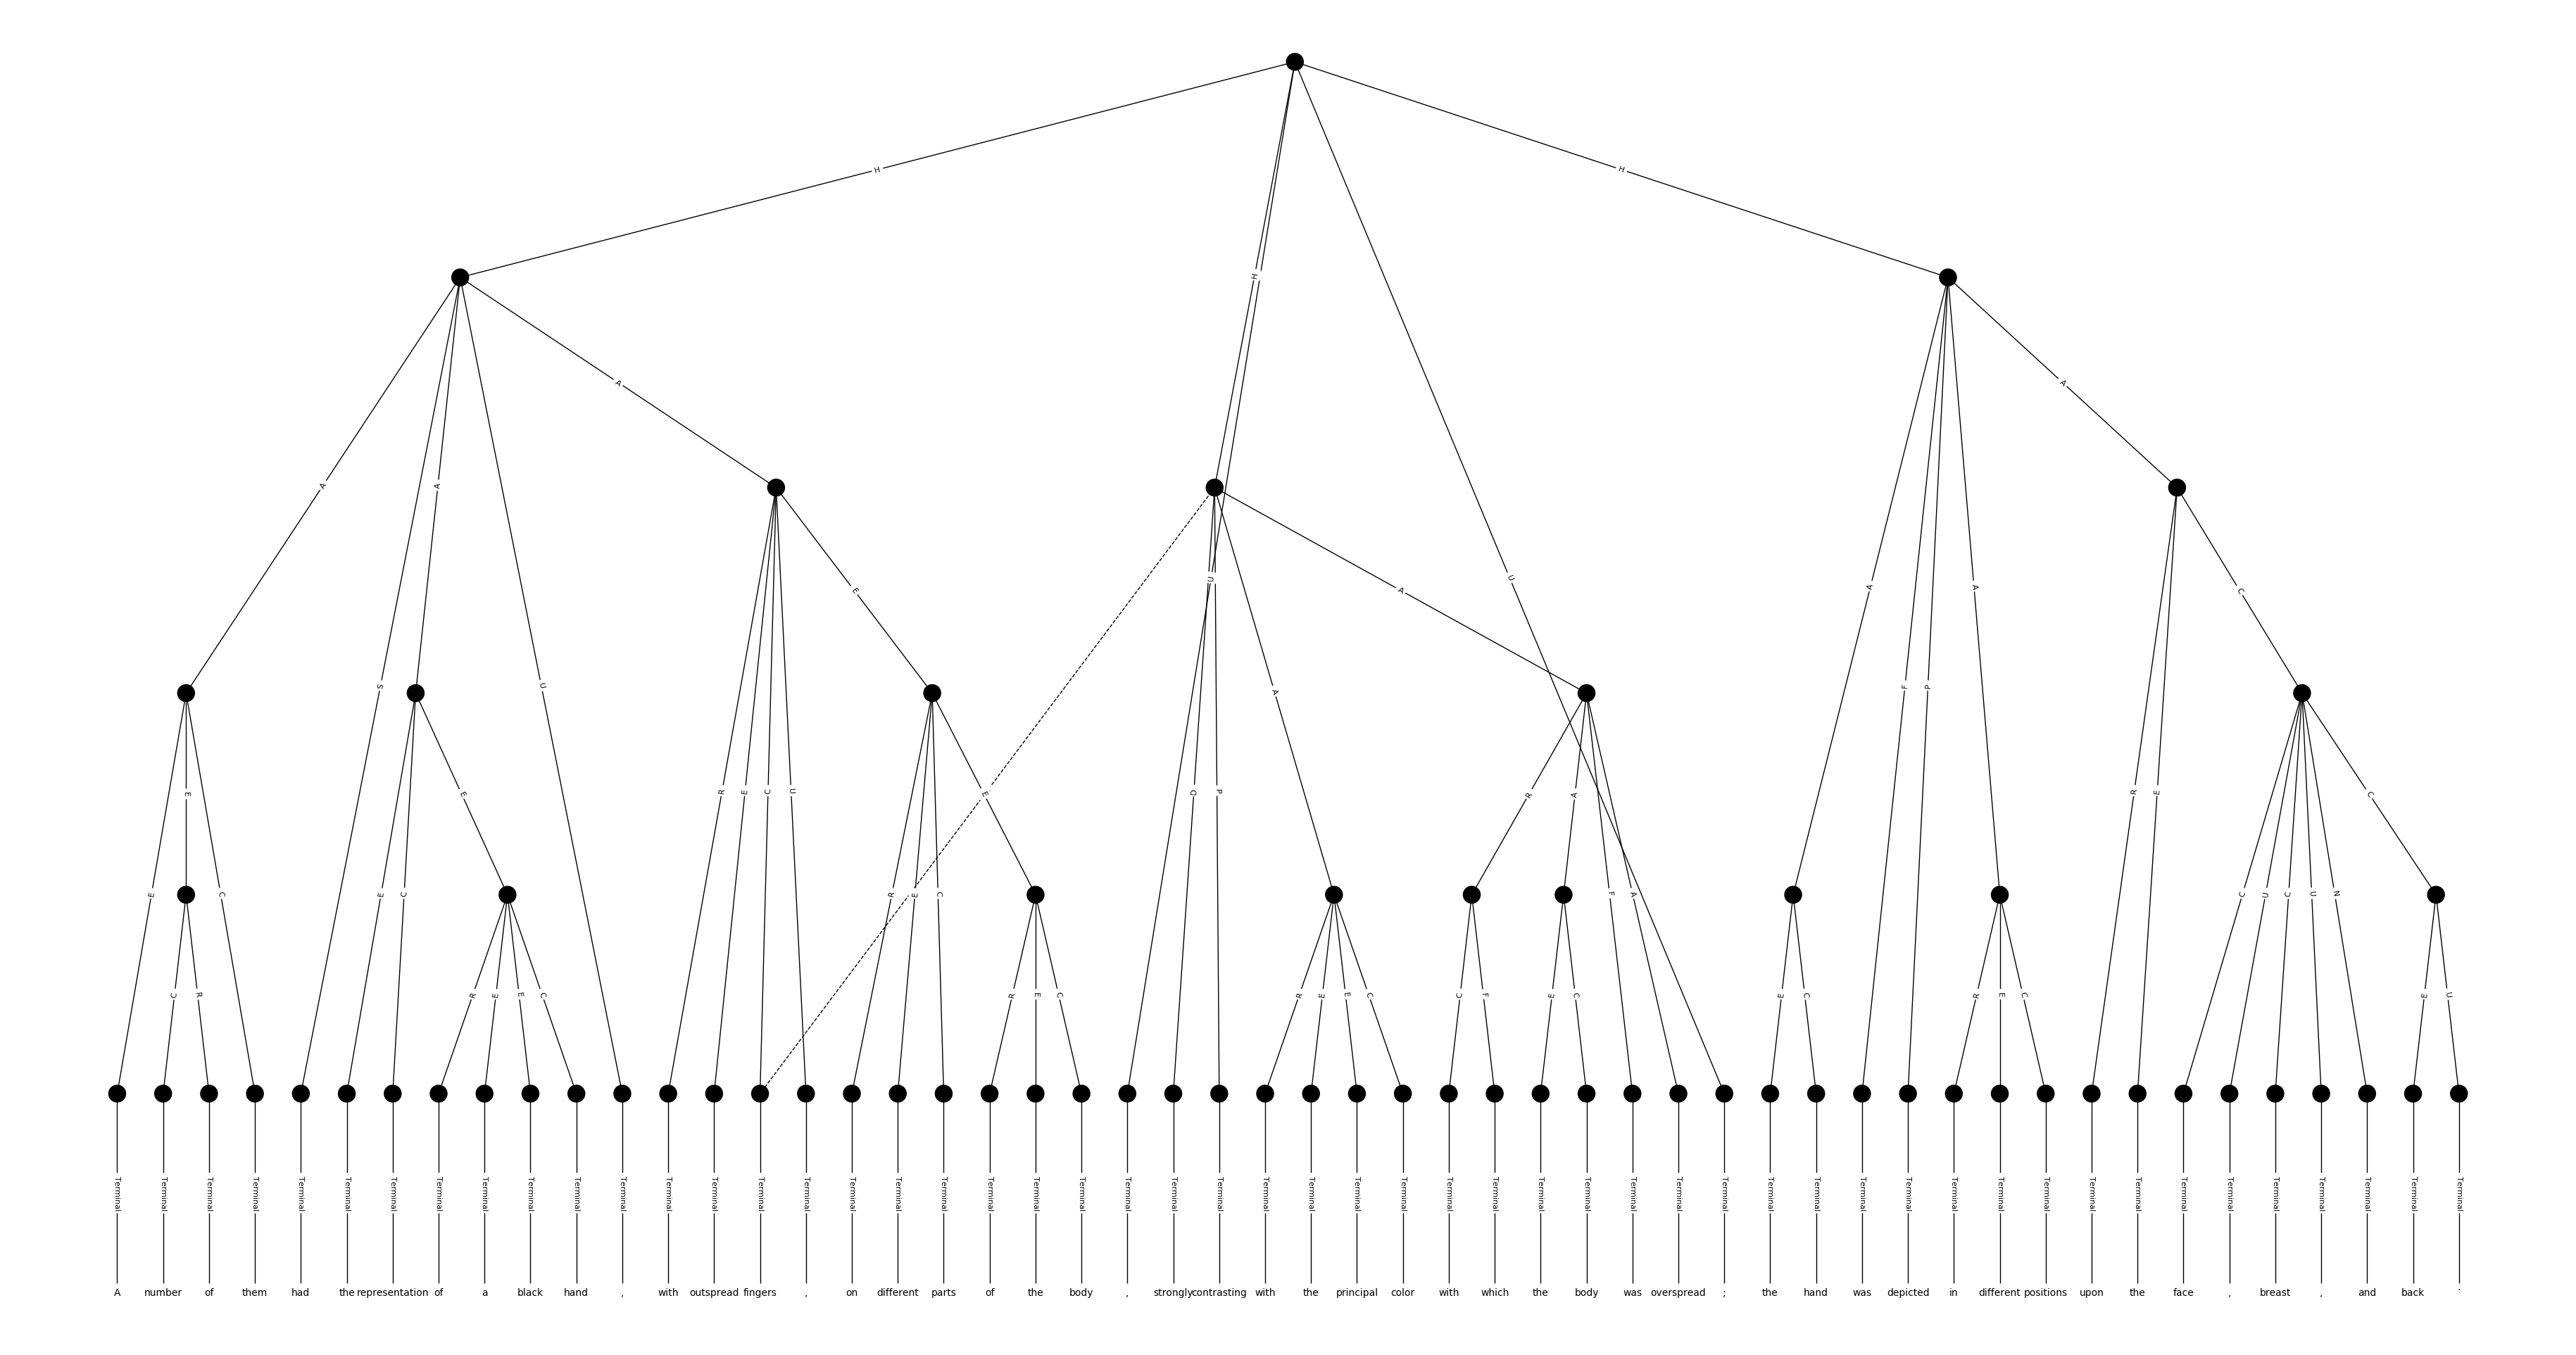 H H
H
A A
A A
S A U U
U E A A A C
A F P
E R E C U E R E C D P R A R E C
E E C C R E C E F A C U C U N
C R R E E C R E C R E E C C F E C E C R E C E U
Terminal Terminal Terminal Terminal Terminal Terminal Terminal Terminal Terminal Terminal Terminal Terminal Terminal Terminal Terminal Terminal Terminal Terminal Terminal Terminal Terminal Terminal Terminal Terminal Terminal Terminal Terminal Terminal Terminal Terminal Terminal Terminal Terminal Terminal Terminal Terminal Terminal Terminal Terminal Terminal Terminal Terminal Terminal Terminal Terminal Terminal Terminal Terminal Terminal Terminal Terminal Terminal
A number of them had the representation of a black hand , with outspread fingers , on different parts of the body , strongly contrasting with the principal color with which the body was overspread ; the hand was depicted in different positions upon the face , breast , and back .